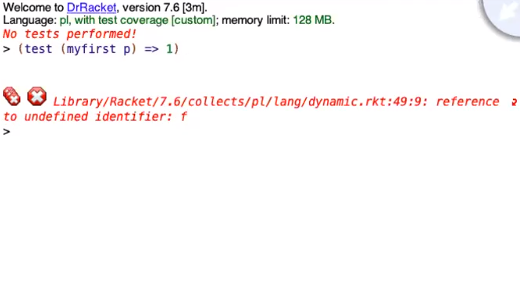 Welcome to DrRacket, version 7.6 [3m].
Language: pl, with test coverage [custom]; memory limit: 128 MB.
No tests performed!
> (test (myfirst p) => 1)
Library/Racket/7.6/collects/pl/lang/dynamic.rkt:49:9: reference
to undefined identifier: f
>